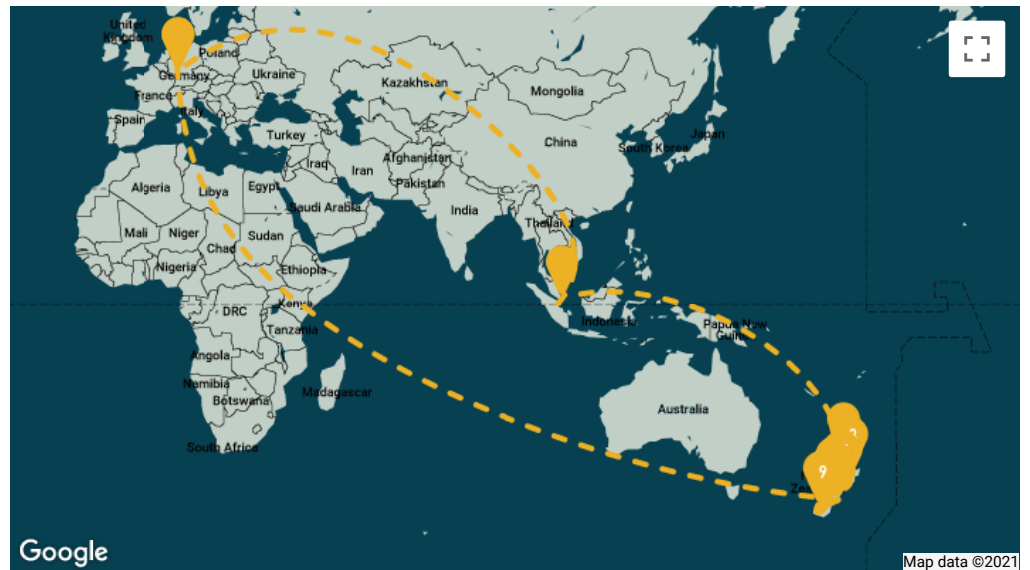 United
Kingdom
Poland
Germany
Ukraine
France
Italy
Spain
Turkey
Kazakhstan
Mongolia
Japan
South Korea
China
Afghanistan
Iraq
Iran
Pakistan
Algeria
Libya
Egypt
Saudi Arabia
India
Thailand
Mali
Niger
Chad
Sudan
Nigeria
Ethiopia
DRC
Kenya
Tanzania
Indonesia
Papua New
Guinea
Angola
Namibia
Botswana
Madagascar
South Africa
Australia
9
Google
Map data ©2021